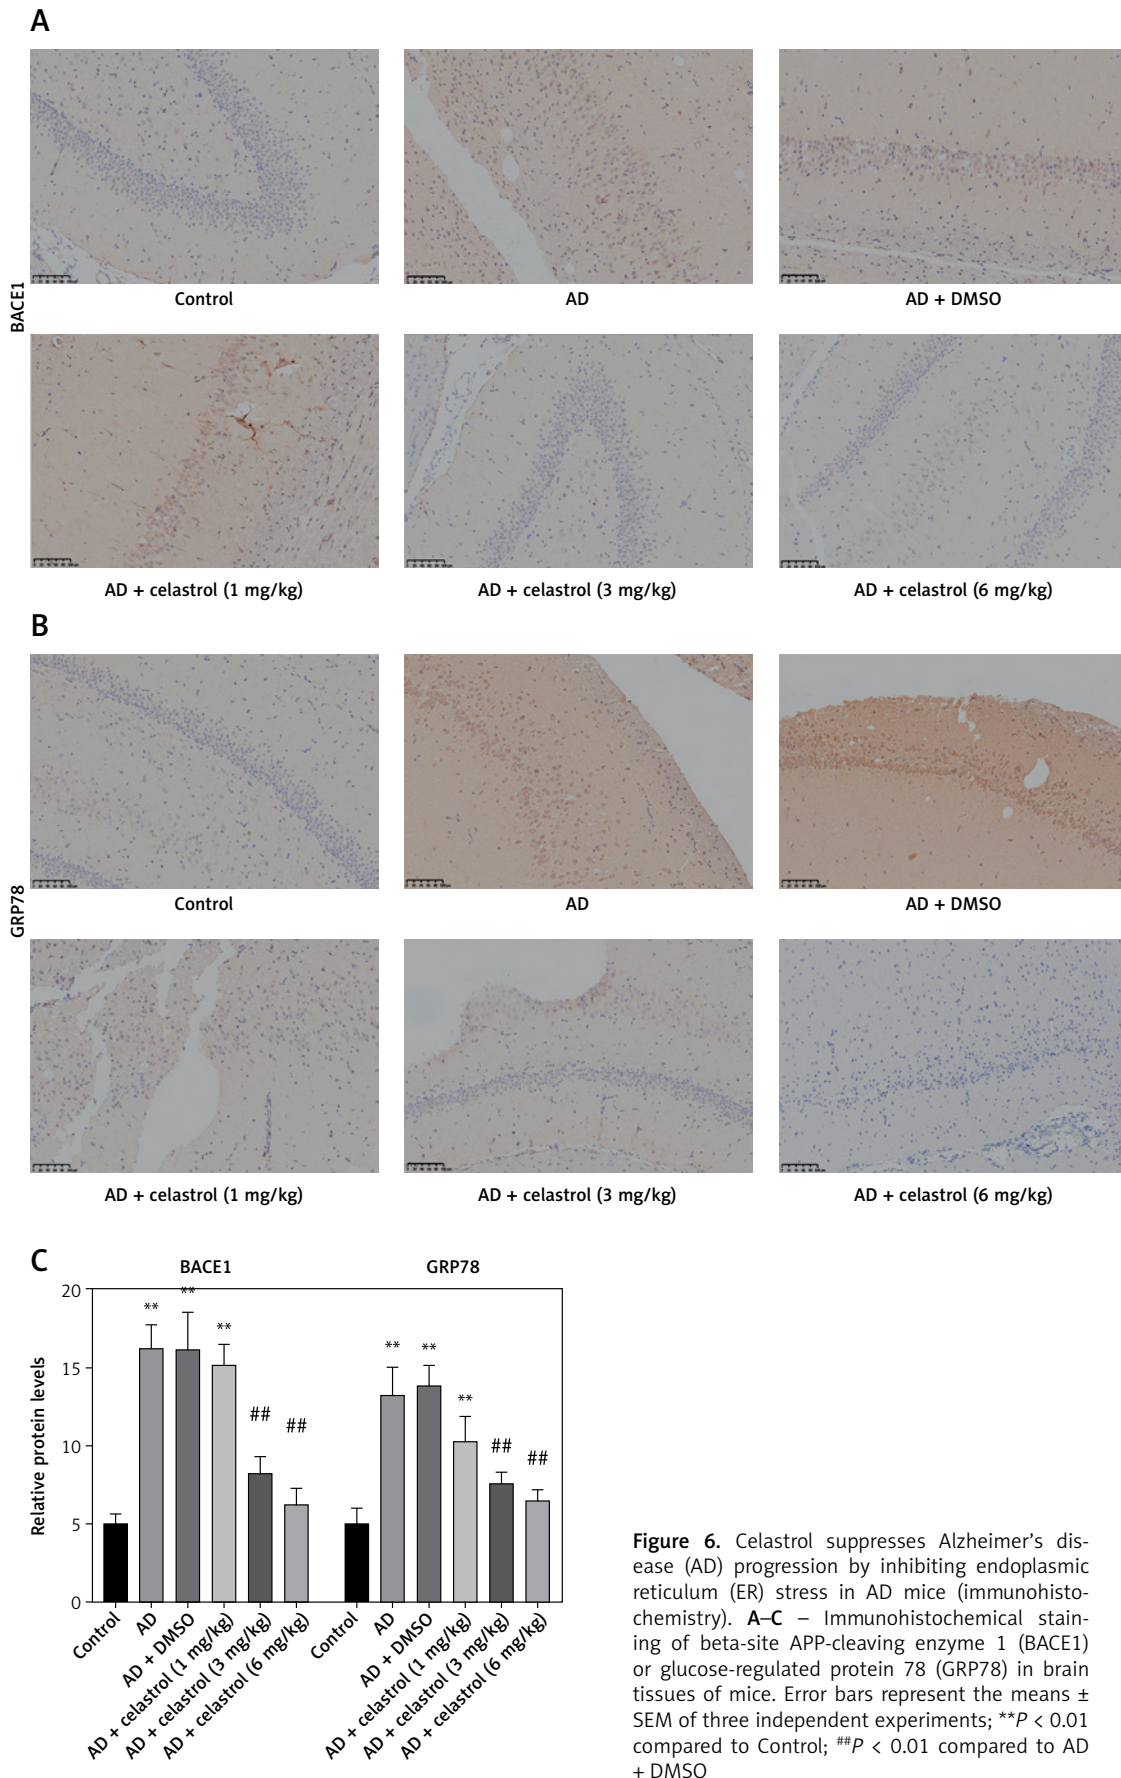 A
BACE1
Control
AD
AD + DMSO
AD + celastrol (1 mg/kg)
AD + celastrol (3 mg/kg)
AD + celastrol (6 mg/kg)
B
GRP78
Control
AD
AD + DMSO
AD + celastrol (1 mg/kg)
AD + celastrol (3 mg/kg)
AD + celastrol (6 mg/kg)
C
BACE1
GRP78
Relative protein levels
20
15
10
5
0
**
**
**
##
##
**
**
**
##
##
Control
AD
AD + DMSO
AD + celastrol (1 mg/kg)
AD + celastrol (3 mg/kg)
AD + celastrol (6 mg/kg)
Control
AD
AD + DMSO
AD + celastrol (1 mg/kg)
AD + celastrol (3 mg/kg)
AD + celastrol (6 mg/kg)
Figure 6. Celastrol suppresses Alzheimer's dis-
ease (AD) progression by inhibiting endoplasmic
reticulum (ER) stress in AD mice (immunohisto-
chemistry). A–C – Immunohistochemical stain-
ing of beta-site APP-cleaving enzyme 1 (BACE1)
or glucose-regulated protein 78 (GRP78) in brain
tissues of mice. Error bars represent the means ±
SEM of three independent experiments; **P < 0.01
compared to Control; ##P < 0.01 compared to AD
+ DMSO